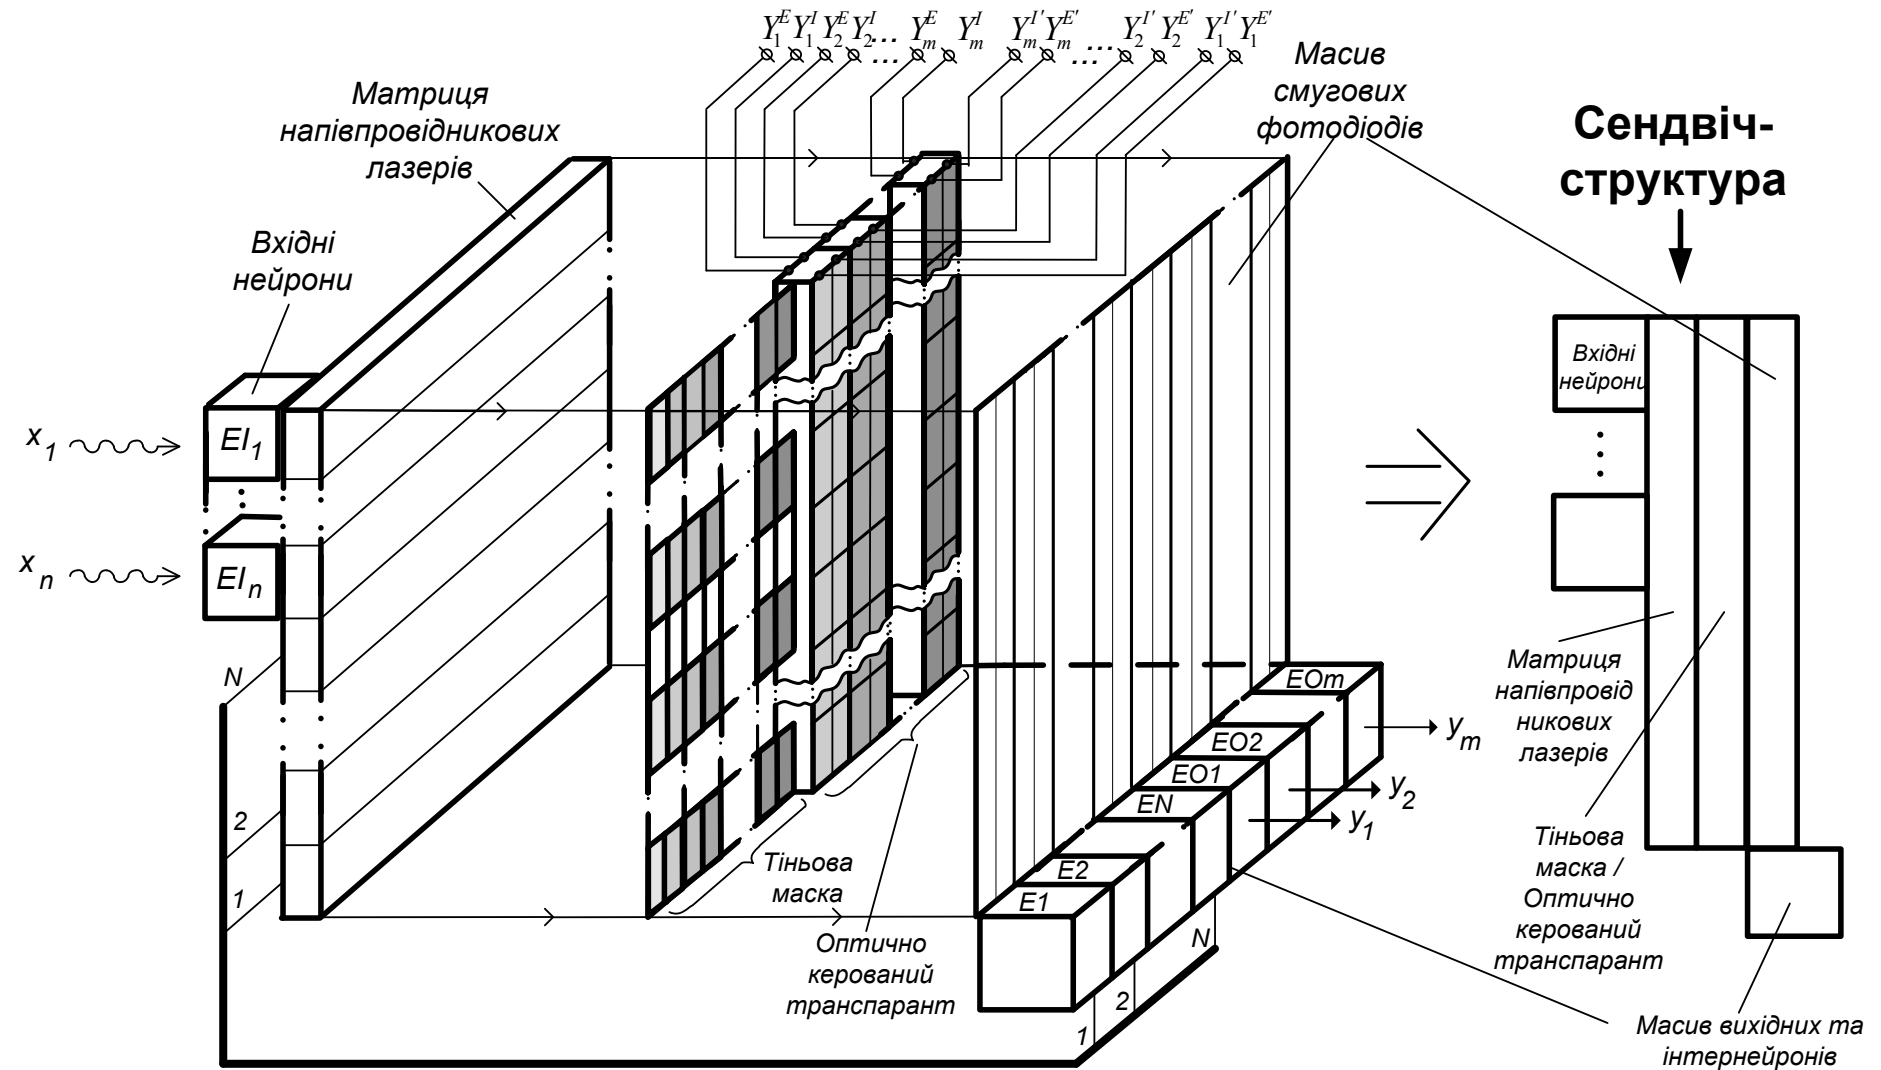 Y₁ᴱ Y₁ᴵ Y₂ᴱ Y₂ᴵ ... Yₘᴱ Yₘᴵ Yₘᴵ′ Yₘᴱ′ ... Y₂ᴵ′ Y₂ᴱ′ Y₁ᴵ′ Y₁ᴱ′
... ...
Матриця
напівпровідникових
лазерів
Масив
смугових
фотодіодів
Сендвіч-
структура
Вхідні
нейрони
x₁
EI₁
xₙ
EIₙ
N
2
1
Тіньова
маска
Оптично
керований
транспарант
EOm
EO2
EO1
EN
E2
E1
yₘ
y₂
y₁
N
2
1
Вхідні
нейрони
Матриця
напівпровід
никових
лазерів
Тіньова
маска /
Оптично
керований
транспарант
Масив вихідних та
інтернейронів